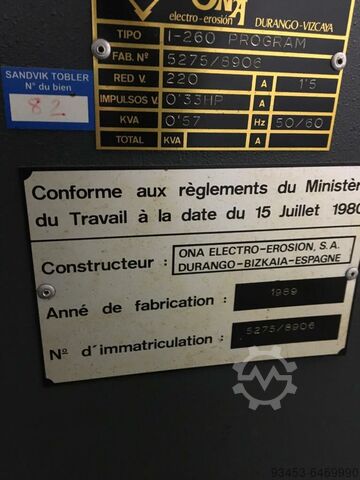 ONA
electro-erosión DURANGO-VIZCAYA
TIPO I-260 PROGRAM
FAB. Nº 5275/8906
RED V. 220 A 1'5
IMPULSOS V. 0'33HP A
KVA 0'57 Hz 50/60
TOTAL KVA A
SANDVIK TOBLER
N° du bien
82
Conforme aux règlements du Ministèr
du Travail à la date du 15 Juillet 1980
Constructeur : ONA ELECTRO-EROSION, S.A.
DURANGO-BIZKAIA-ESPAGNE
Anné de fabrication : 1989
Nº d´immatriculation : 5275/8906
93453-6469990